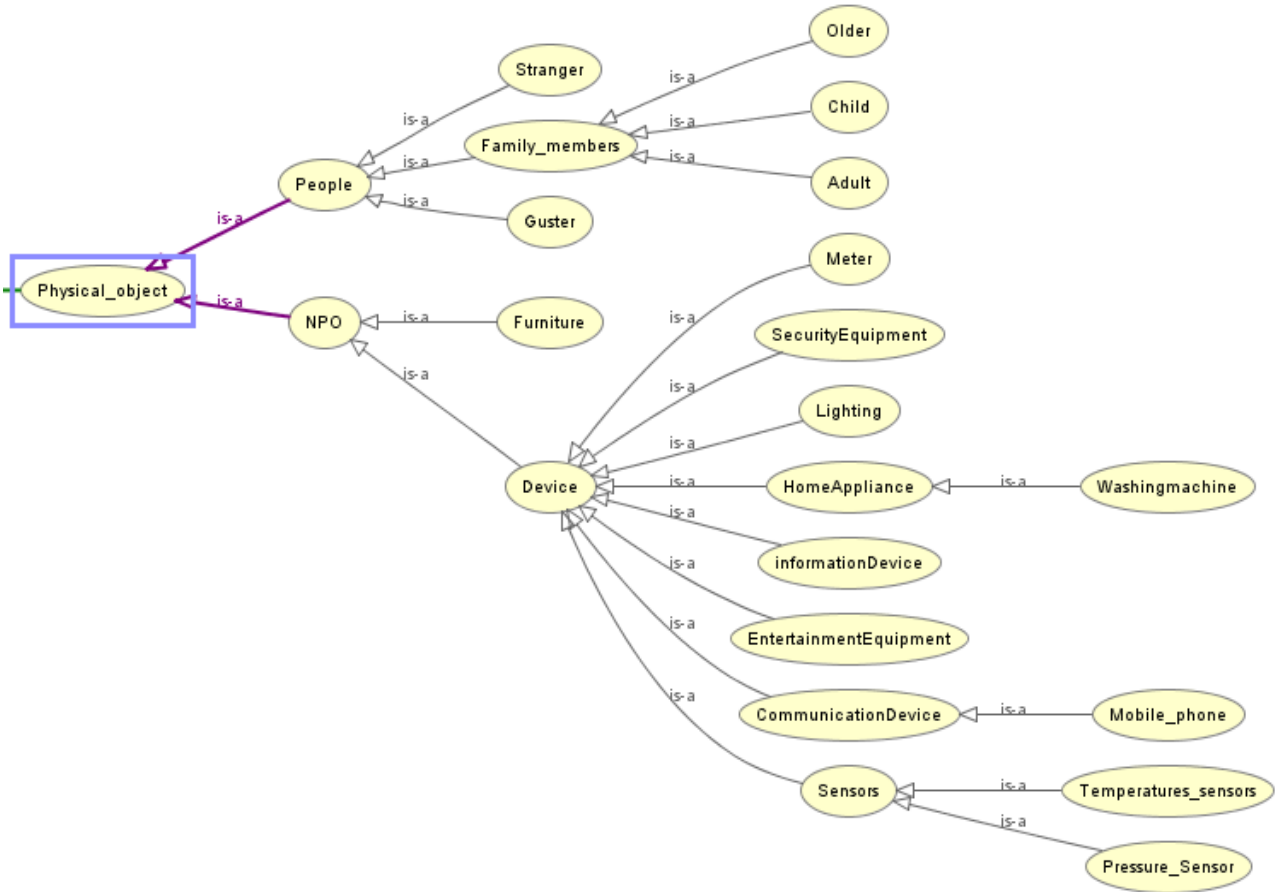 Older
Stranger
is-a
Child
is-a
is-a
Family_members
is-a
is-a
People
Adult
is-a
Guster
is-a
Meter
Physical_object
is-a
NPO
is-a
Furniture
is-a
SecurityEquipment
is-a
is-a
Lighting
is-a
Device
is-a
HomeAppliance
is-a
Washingmachine
is-a
informationDevice
is-a
is-a
EntertainmentEquipment
is-a
CommunicationDevice
is-a
Mobile_phone
Sensors
is-a
Temperatures_sensors
is-a
Pressure_Sensor